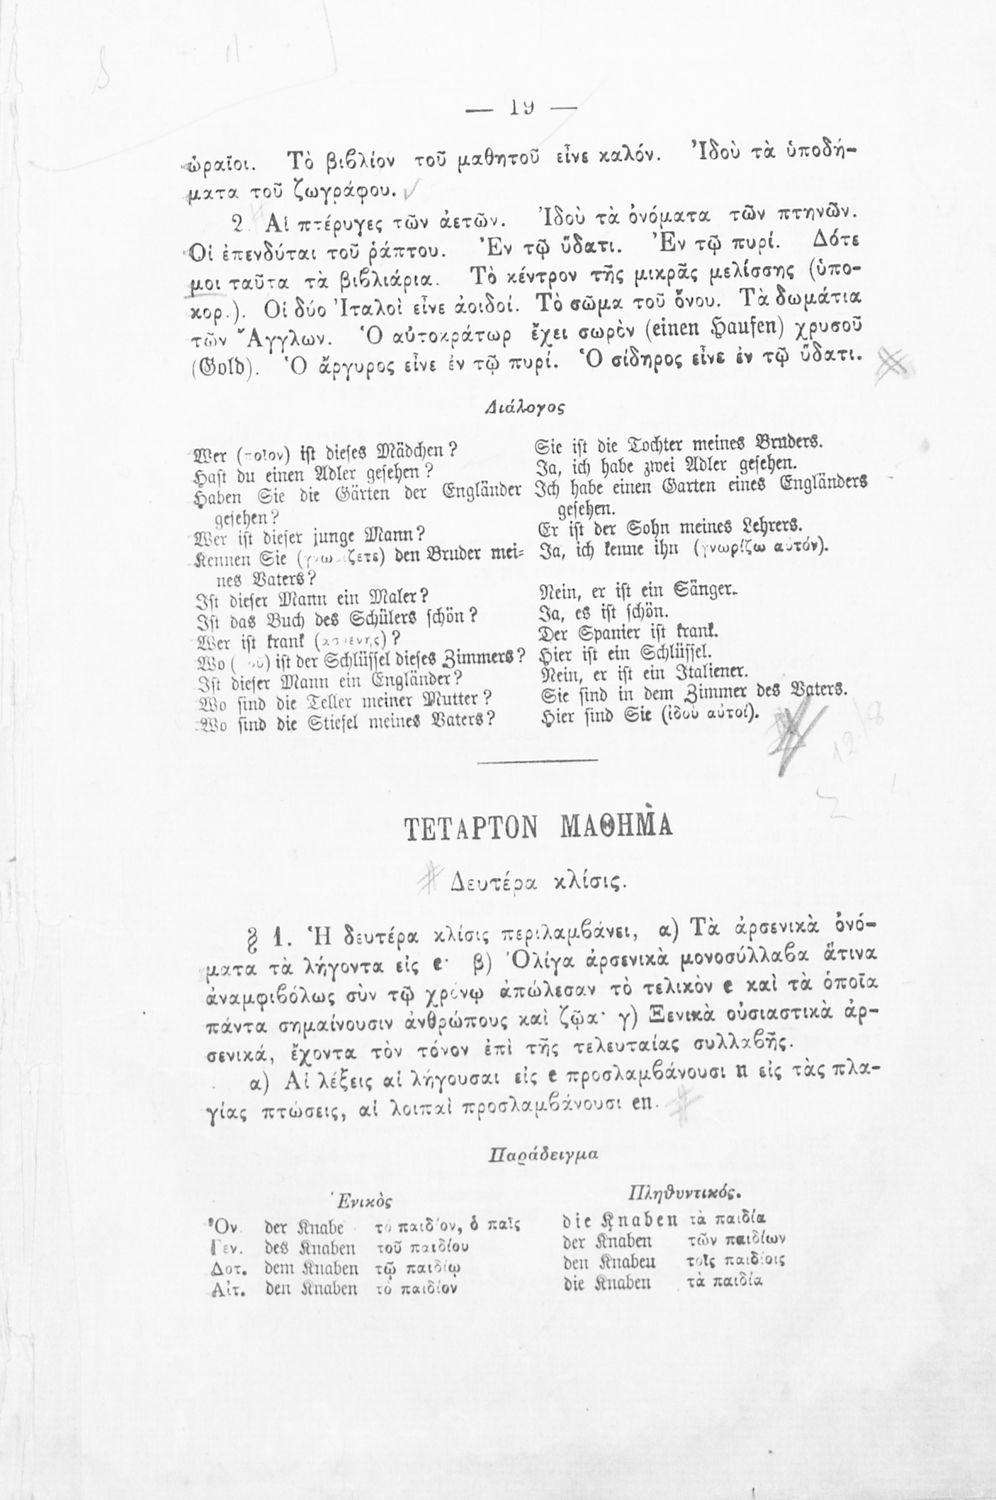 — 19 —
ὡραῖοι. Τὸ βιβλίον τοῦ μαθητοῦ εἶνε καλόν. Ἰδοὺ τὰ ὑποδή-
ματα τοῦ ζωγράφου.
2. Αἱ πτέρυγες τῶν ἀετῶν. Ἰδοὺ τὰ ὀνόματα τῶν πτηνῶν.
Οἱ ἐπενδύται τοῦ ῥάπτου. Ἐν τῷ ὕδατι. Ἐν τῷ πυρί. Δότε
μοι ταῦτα τὰ βιβλιάρια. Τὸ κέντρον τῆς μικρᾶς μελίσσης (ὑπο-
κορ.). Οἱ δύο Ἰταλοὶ εἶνε ἀοιδοί. Τὸ σῶμα τοῦ ὄνου. Τὰ δωμάτια
τῶν Ἄγγλων. Ὁ αὐτοκράτωρ ἔχει σωρὸν (einen Haufen) χρυσοῦ
(Gold). Ὁ ἄργυρος εἶνε ἐν τῷ πυρί. Ὁ σίδηρος εἶνε ἐν τῷ ὕδατι.
Διάλογος
Wer (ποῖον) ist dieses Mädchen? Sie ist die Tochter meines Bruders.
Hast du einen Adler gesehen? Ja, ich habe zwei Adler gesehen.
Haben Sie die Gärten der Engländer Ich habe einen Garten eines Engländers
gesehen? gesehen.
Wer ist dieser junge Mann? Er ist der Sohn meines Lehrers.
Kennen Sie (γνωρίζετε) den Bruder mei- Ja, ich kenne ihn (γνωρίζω αὐτόν).
nes Vaters?
Ist dieser Mann ein Maler? Nein, er ist ein Sänger.
Ist das Buch des Schülers schön? Ja, es ist schön.
Wer ist krank (ἀσθενής)? Der Spanier ist krank.
Wo (ποῦ) ist der Schlüssel dieses Zimmers? Hier ist ein Schlüssel.
Ist dieser Mann ein Engländer? Nein, er ist ein Italiener.
Wo sind die Teller meiner Mutter? Sie sind in dem Zimmer des Vaters.
Wo sind die Stiefel meines Vaters? Hier sind Sie (ἰδοὺ αὐτοί).
12/8
ΤΕΤΑΡΤΟΝ ΜΑΘΗΜΑ
Δευτέρα κλίσις.
§ 1. Ἡ δευτέρα κλίσις περιλαμβάνει, α) Τὰ ἀρσενικὰ ὀνό-
ματα τὰ λήγοντα εἰς e· β) Ὀλίγα ἀρσενικὰ μονοσύλλαβα ἅτινα
ἀναμφιβόλως σὺν τῷ χρόνῳ ἀπώλεσαν τὸ τελικὸν e καὶ τὰ ὁποῖα
πάντα σημαίνουσιν ἀνθρώπους καὶ ζῷα· γ) Ξενικὰ οὐσιαστικὰ ἀρ-
σενικά, ἔχοντα τὸν τόνον ἐπὶ τῆς τελευταίας συλλαβῆς.
α) Αἱ λέξεις αἱ λήγουσαι εἰς e προσλαμβάνουσι n εἰς τὰς πλα-
γίας πτώσεις, αἱ λοιπαὶ προσλαμβάνουσι en.
Παράδειγμα
Ἑνικὸς Πληθυντικός.
Ὀν. der Knabe τὸ παιδίον, ὁ παῖς die Knaben τὰ παιδία
Γεν. des Knaben τοῦ παιδίου der Knaben τῶν παιδίων
Δοτ. dem Knaben τῷ παιδίῳ den Knaben τοῖς παιδίοις
Αἰτ. den Knaben τὸ παιδίον die Knaben τὰ παιδία